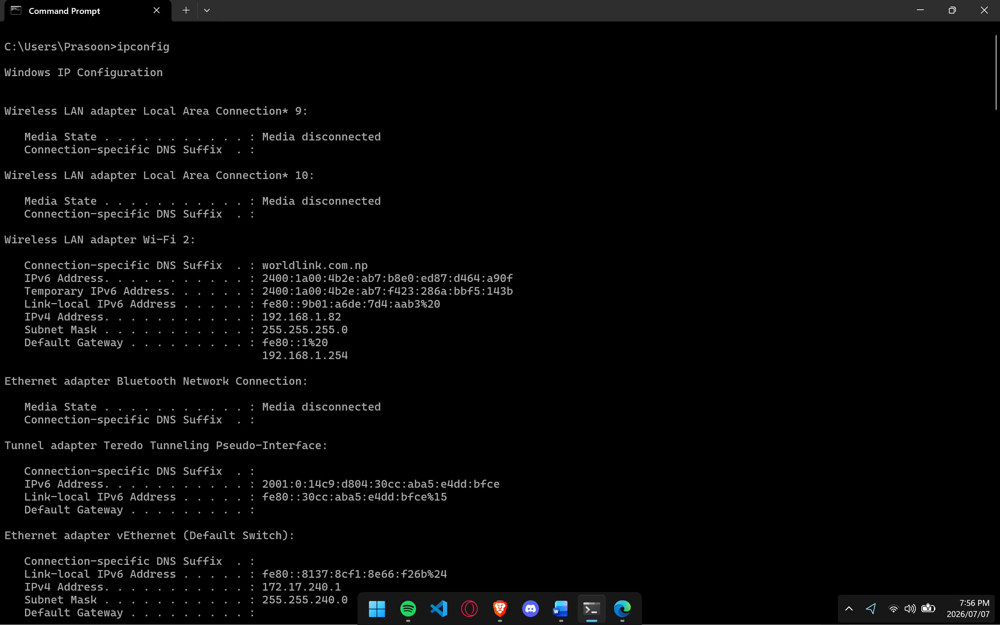 Command Prompt
C:\Users\Prasoon>ipconfig
Windows IP Configuration
Wireless LAN adapter Local Area Connection* 9:
   Media State . . . . . . . . . . . : Media disconnected
   Connection-specific DNS Suffix  . :
Wireless LAN adapter Local Area Connection* 10:
   Media State . . . . . . . . . . . : Media disconnected
   Connection-specific DNS Suffix  . :
Wireless LAN adapter Wi-Fi 2:
   Connection-specific DNS Suffix  . : worldlink.com.np
   IPv6 Address. . . . . . . . . . . : 2400:1a00:4b2e:ab7:b8e0:ed87:d464:a90f
   Temporary IPv6 Address. . . . . . : 2400:1a00:4b2e:ab7:f423:286a:bbf5:143b
   Link-local IPv6 Address . . . . . : fe80::9b01:a6de:7d4:aab3%20
   IPv4 Address. . . . . . . . . . . : 192.168.1.82
   Subnet Mask . . . . . . . . . . . : 255.255.255.0
   Default Gateway . . . . . . . . . : fe80::1%20
                                       192.168.1.254
Ethernet adapter Bluetooth Network Connection:
   Media State . . . . . . . . . . . : Media disconnected
   Connection-specific DNS Suffix  . :
Tunnel adapter Teredo Tunneling Pseudo-Interface:
   Connection-specific DNS Suffix  . :
   IPv6 Address. . . . . . . . . . . : 2001:0:14c9:d804:30cc:aba5:e4dd:bfce
   Link-local IPv6 Address . . . . . : fe80::30cc:aba5:e4dd:bfce%15
   Default Gateway . . . . . . . . . :
Ethernet adapter vEthernet (Default Switch):
   Connection-specific DNS Suffix  . :
   Link-local IPv6 Address . . . . . : fe80::8137:8cf1:8e66:f26b%24
   IPv4 Address. . . . . . . . . . . : 172.17.240.1
   Subnet Mask . . . . . . . . . . . : 255.255.240.0
   Default Gateway . . . . . . . . . :
7:56 PM
2026/07/07